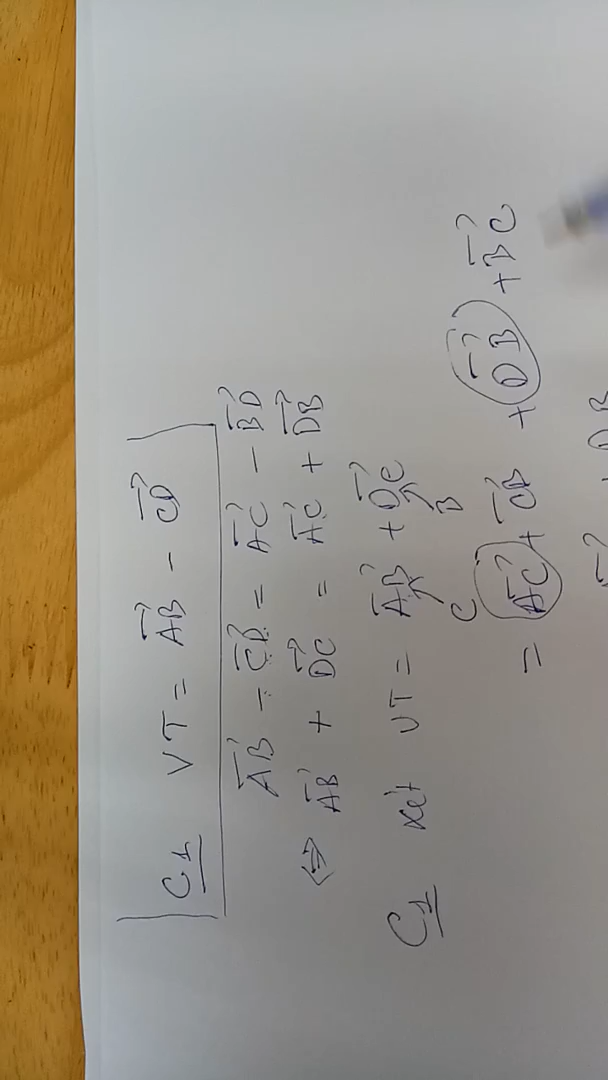 C1 VT = AB⃗ - CD⃗
AB⃗ - CD⃗ = AC⃗ - BD⃗
⇔ AB⃗ + DC⃗ = AC⃗ + DB⃗
C1 xét VT = AB⃗ + DC⃗
C B
= AC⃗ + CB⃗ + DB⃗ + BC⃗